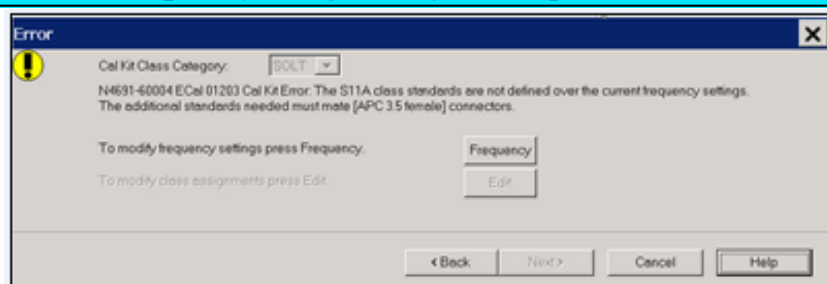 Error
Cal Kit Class Category: SOLT
N4691-60004 ECal 01203 Cal Kit Error: The S11A class standards are not defined over the current frequency settings.
The additional standards needed must mate [APC 3.5 female] connectors.
To modify frequency settings press Frequency. Frequency
To modify class assignments press Edit. Edit
< Back Next > Cancel Help